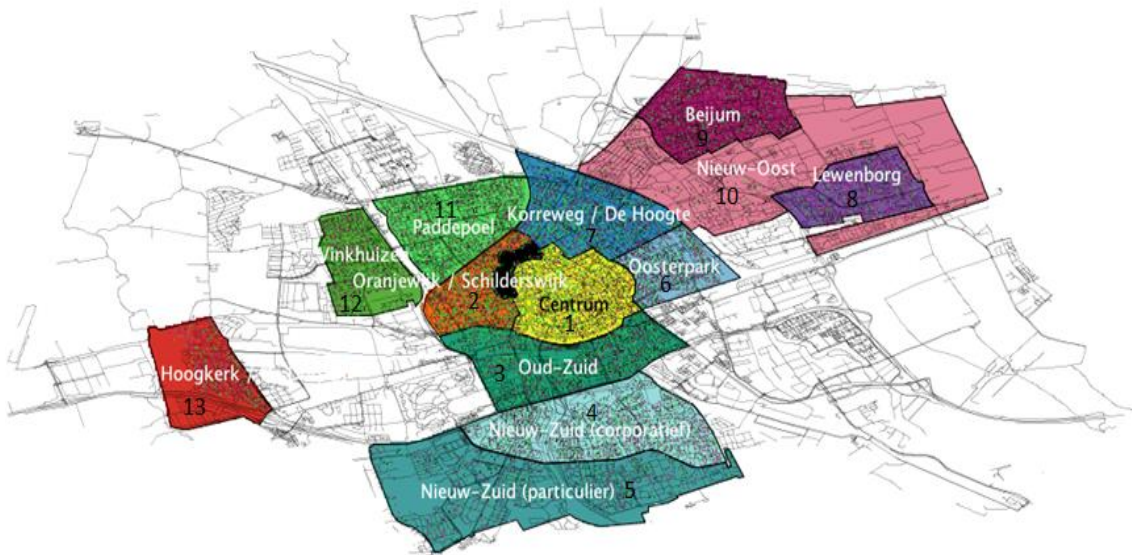 Beijum
9
Nieuw-Oost
10
Lewenborg
8
11
Paddepoel
Korreweg / De Hoogte
7
Vinkhuizen
12
Oranjewijk / Schilderswijk
2
Oosterpark
6
Centrum
1
Oud-Zuid
3
Hoogkerk /
13
4
Nieuw-Zuid (corporatief)
Nieuw-Zuid (particulier) 5